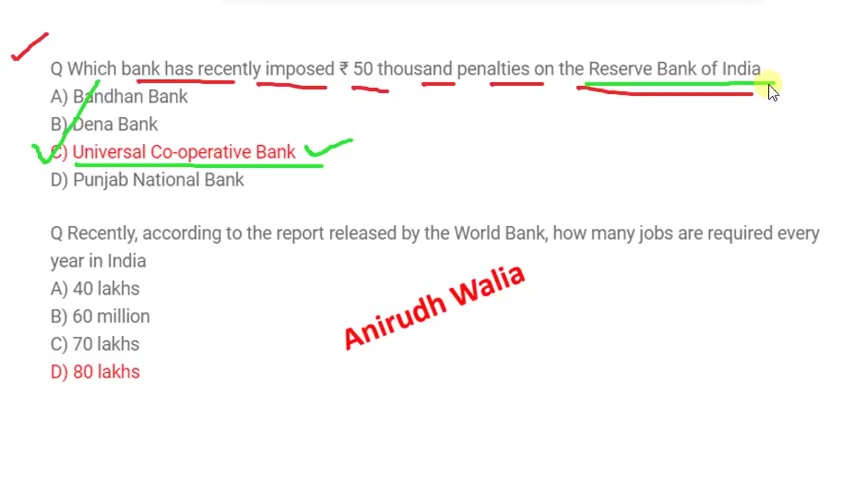 Q Which bank has recently imposed ₹ 50 thousand penalties on the Reserve Bank of India
A) Bandhan Bank
B) Dena Bank
C) Universal Co-operative Bank
D) Punjab National Bank
Q Recently, according to the report released by the World Bank, how many jobs are required every
year in India
A) 40 lakhs
B) 60 million
C) 70 lakhs
D) 80 lakhs
Anirudh Walia